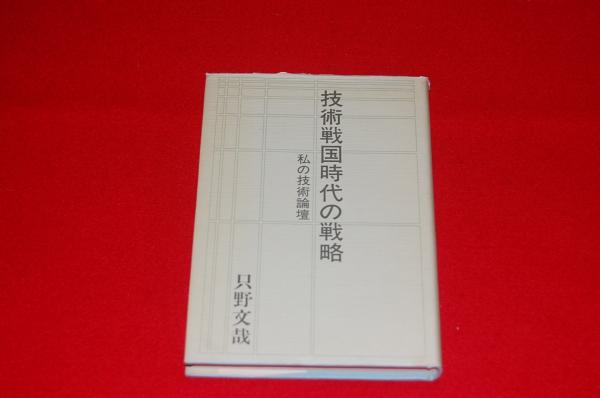 技術戦国時代の戦略
私の技術論壇
只野文哉